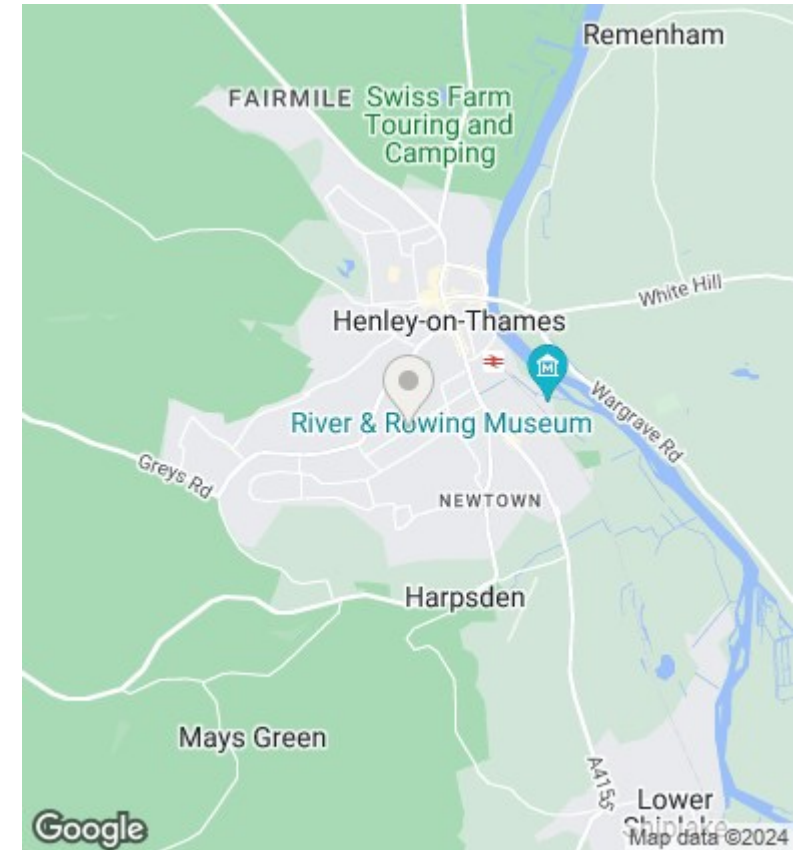 Remenham
FAIRMILE
Swiss Farm
Touring and
Camping
White Hill
Henley-on-Thames
M
River & Rowing Museum
Wargrave Rd
Greys Rd
NEWTOWN
Harpsden
Mays Green
A4155
Lower
Shiplake
Google
Map data ©2024